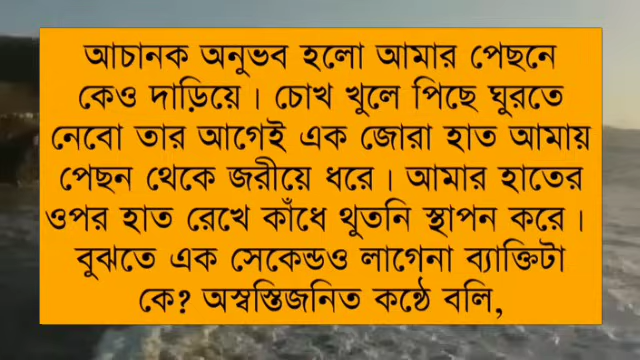 আচানক অনুভব হলো আমার পেছনে
কেও দাড়িয়ে। চোখ খুলে পিছে ঘুরতে
নেবো তার আগেই এক জোরা হাত আমায়
পেছন থেকে জরীয়ে ধরে। আমার হাতের
ওপর হাত রেখে কাঁধে থুতনি স্থাপন করে।
বুঝতে এক সেকেন্ডও লাগেনা ব্যাক্তিটা
কে? অস্বস্তিজনিত কন্ঠে বলি,